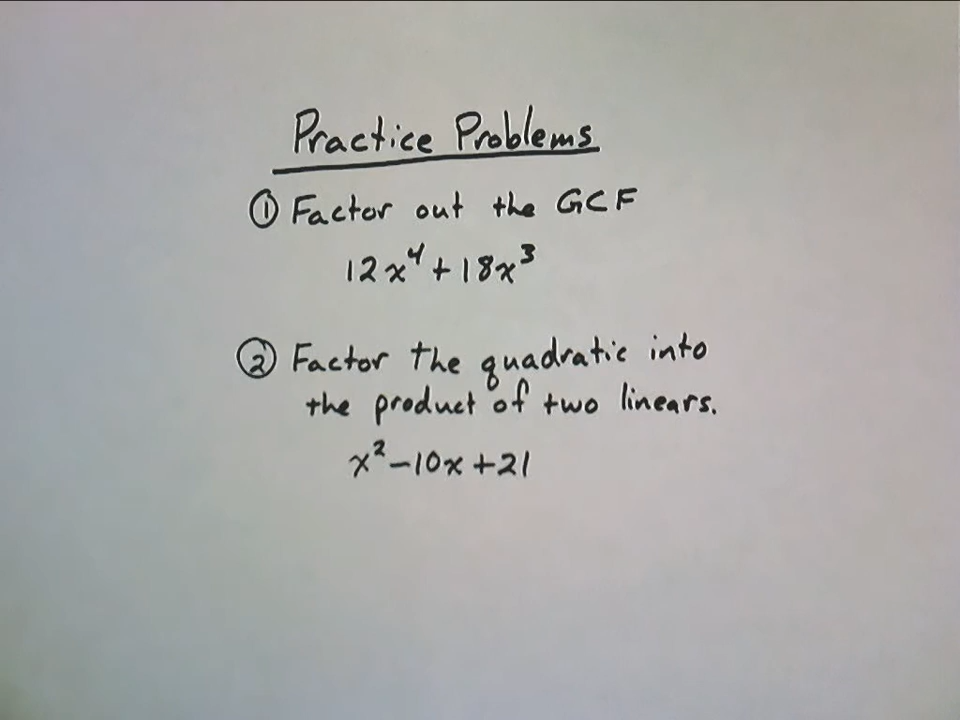 Practice Problems
① Factor out the GCF
12x⁴ + 18x³
② Factor the quadratic into
the product of two linears.
x² - 10x + 21